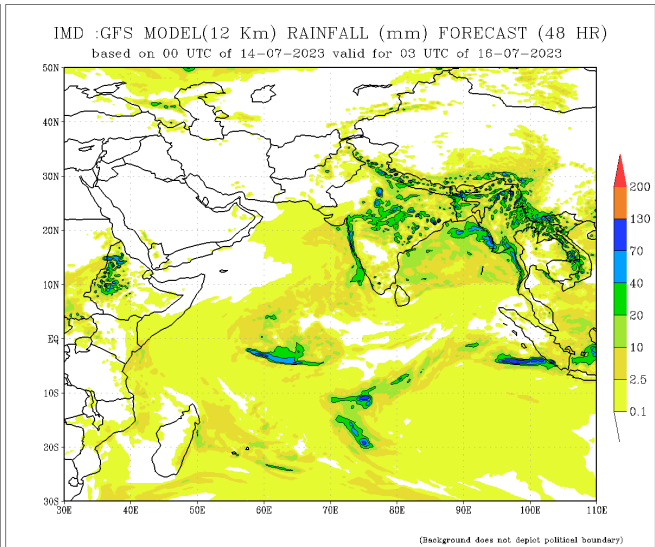 IMD :GFS MODEL(12 Km) RAINFALL (mm) FORECAST (48 HR)
based on 00 UTC of 14-07-2023 valid for 03 UTC of 16-07-2023
50N
40N
30N
20N
10N
EQ
10S
20S
30S
30E 40E 50E 60E 70E 80E 90E 100E 110E
200
130
70
40
20
10
2.5
0.1
(Background does not depict political boundary)